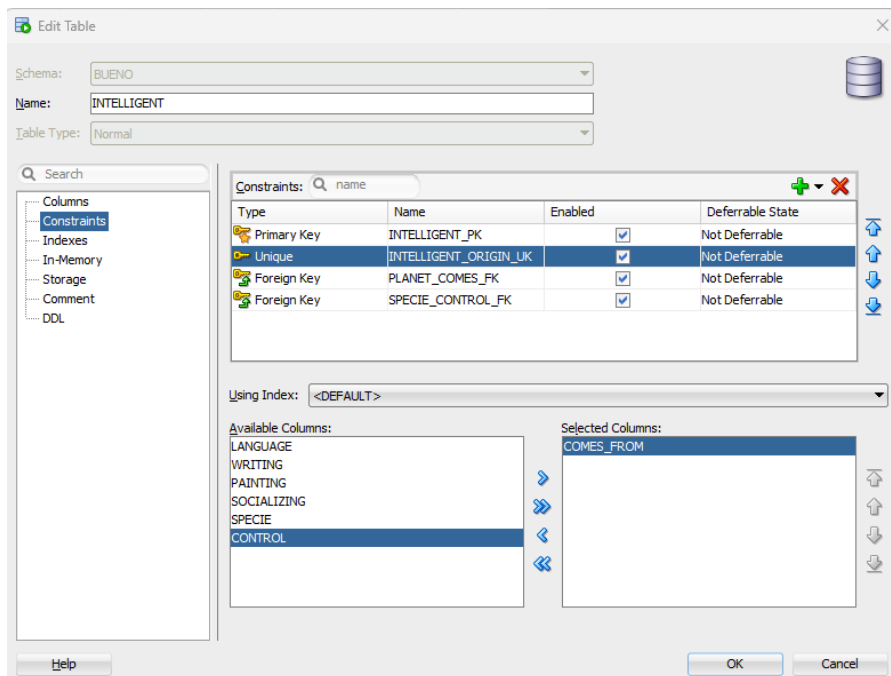 Edit Table
Schema: BUENO
Name: INTELLIGENT
Table Type: Normal
Search
Columns
Constraints
Indexes
In-Memory
Storage
Comment
DDL
Constraints: name
Type Name Enabled Deferrable State
Primary Key INTELLIGENT_PK Not Deferrable
Unique INTELLIGENT_ORIGIN_UK Not Deferrable
Foreign Key PLANET_COMES_FK Not Deferrable
Foreign Key SPECIE_CONTROL_FK Not Deferrable
Using Index: <DEFAULT>
Available Columns:
LANGUAGE
WRITING
PAINTING
SOCIALIZING
SPECIE
CONTROL
Selected Columns:
COMES_FROM
Help OK Cancel